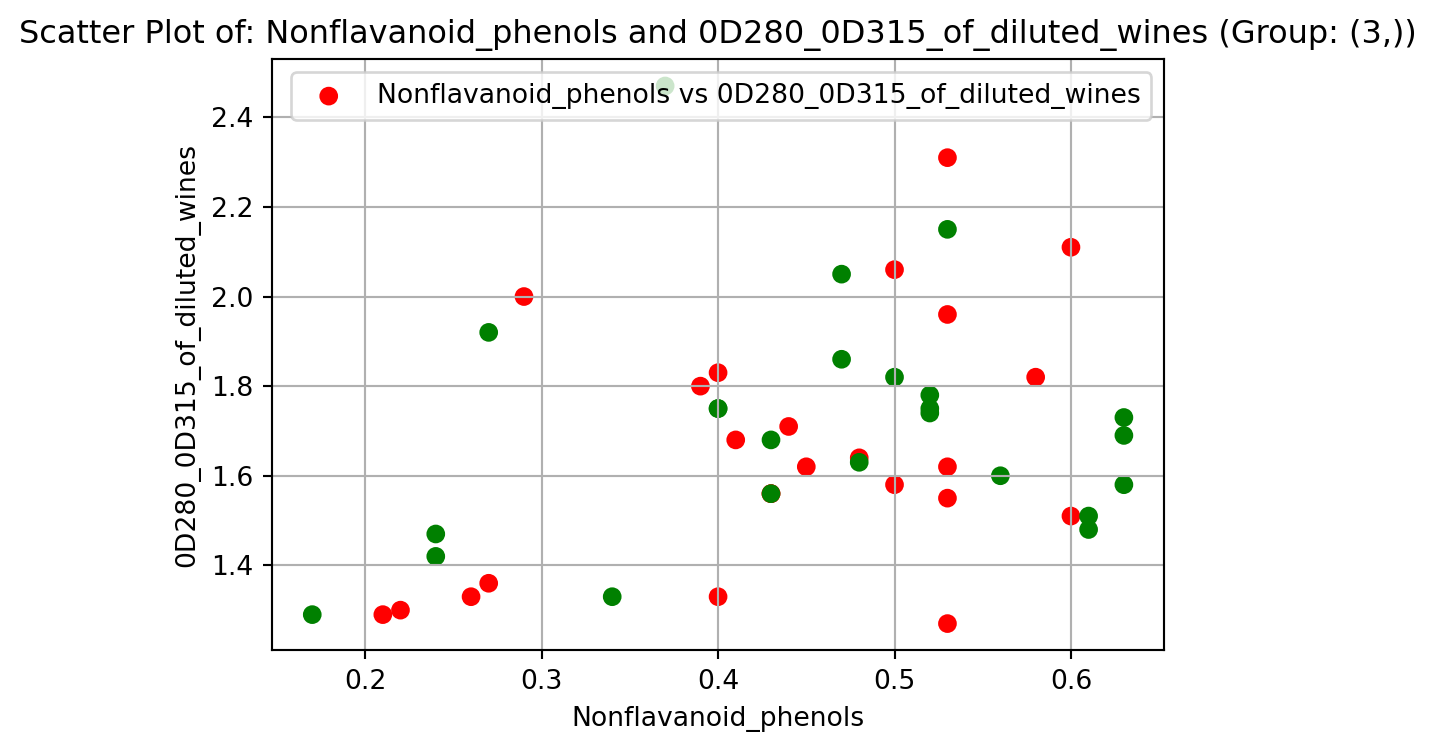 Scatter Plot of: Nonflavanoid_phenols and 0D280_0D315_of_diluted_wines (Group: (3,))
Nonflavanoid_phenols vs 0D280_0D315_of_diluted_wines
0D280_0D315_of_diluted_wines
2.4
2.2
2.0
1.8
1.6
1.4
0.2 0.3 0.4 0.5 0.6
Nonflavanoid_phenols